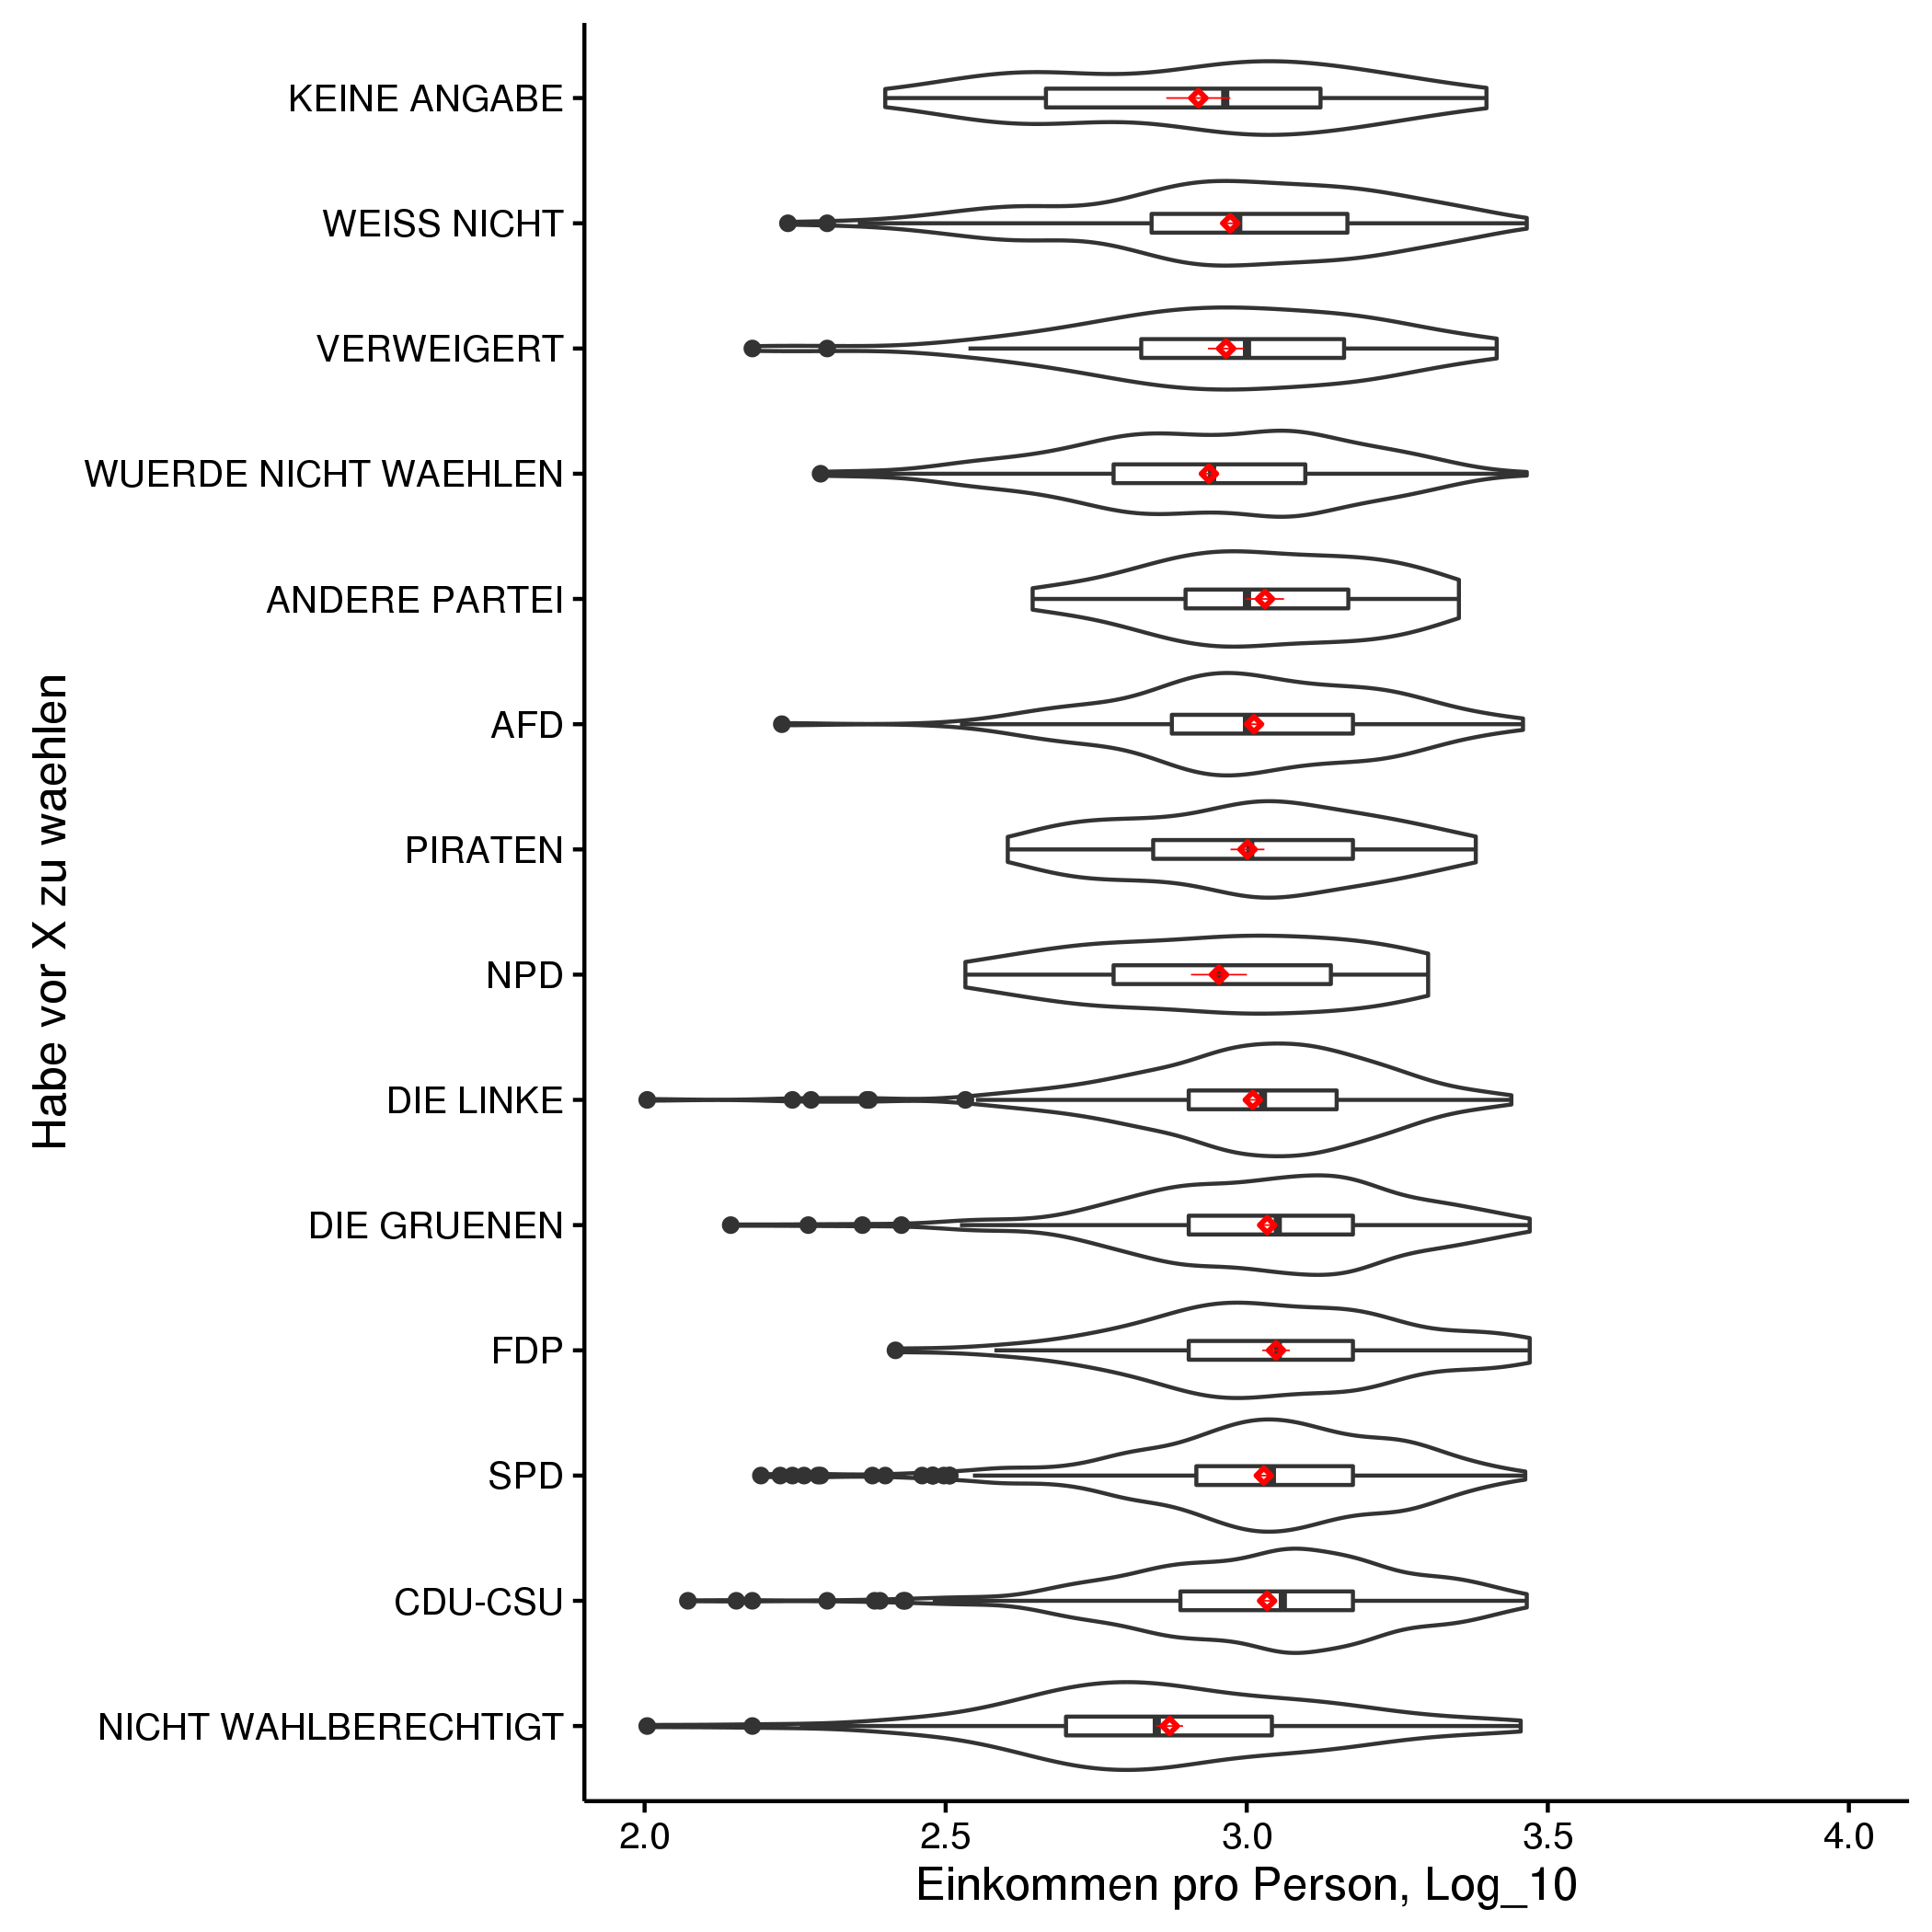 KEINE ANGABE
WEISS NICHT
VERWEIGERT
WUERDE NICHT WAEHLEN
ANDERE PARTEI
AFD
PIRATEN
NPD
DIE LINKE
DIE GRUENEN
FDP
SPD
CDU-CSU
NICHT WAHLBERECHTIGT
Habe vor X zu waehlen
2.0 2.5 3.0 3.5 4.0
Einkommen pro Person, Log_10